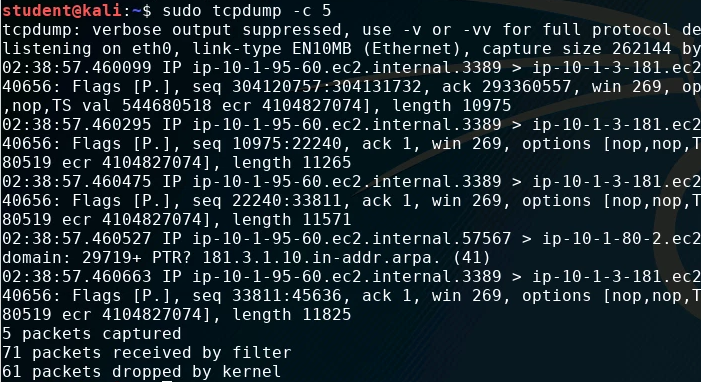 student@kali:~$ sudo tcpdump -c 5
tcpdump: verbose output suppressed, use -v or -vv for full protocol de
listening on eth0, link-type EN10MB (Ethernet), capture size 262144 by
02:38:57.460099 IP ip-10-1-95-60.ec2.internal.3389 > ip-10-1-3-181.ec2
40656: Flags [P.], seq 304120757:304131732, ack 293360557, win 269, op
,nop,TS val 544680518 ecr 4104827074], length 10975
02:38:57.460295 IP ip-10-1-95-60.ec2.internal.3389 > ip-10-1-3-181.ec2
40656: Flags [P.], seq 10975:22240, ack 1, win 269, options [nop,nop,T
80519 ecr 4104827074], length 11265
02:38:57.460475 IP ip-10-1-95-60.ec2.internal.3389 > ip-10-1-3-181.ec2
40656: Flags [P.], seq 22240:33811, ack 1, win 269, options [nop,nop,T
80519 ecr 4104827074], length 11571
02:38:57.460527 IP ip-10-1-95-60.ec2.internal.57567 > ip-10-1-80-2.ec2
domain: 29719+ PTR? 181.3.1.10.in-addr.arpa. (41)
02:38:57.460663 IP ip-10-1-95-60.ec2.internal.3389 > ip-10-1-3-181.ec2
40656: Flags [P.], seq 33811:45636, ack 1, win 269, options [nop,nop,T
80519 ecr 4104827074], length 11825
5 packets captured
71 packets received by filter
61 packets dropped by kernel